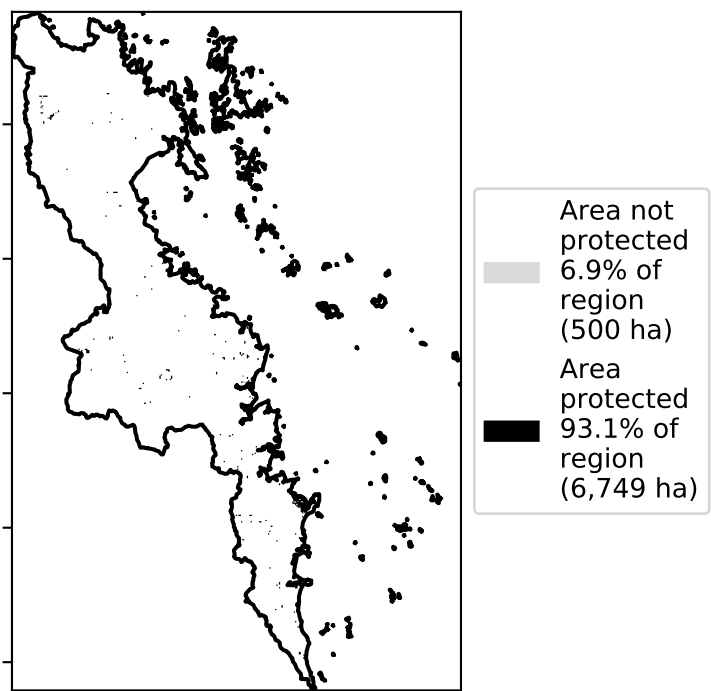 Area not
protected
6.9% of
region
(500 ha)
Area
protected
93.1% of
region
(6,749 ha)